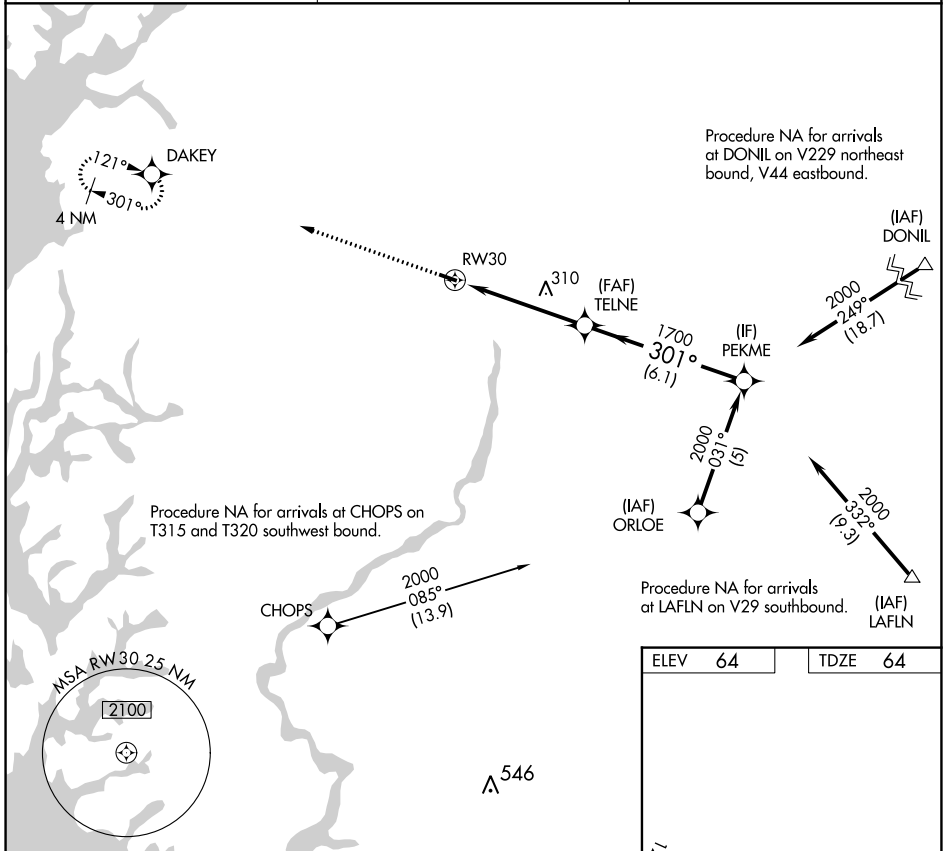 DAKEY
121°
301°
4 NM
Procedure NA for arrivals
at DONIL on V229 northeast
bound, V44 eastbound.
(IAF)
DONIL
2000
249°
(18.7)
RW30
310
(FAF)
TELNE
1700
301°
(6.1)
(IF)
PEKME
2000
031°
(5)
(IAF)
ORLOE
2000
332°
(9.3)
(IAF)
LAFLN
Procedure NA for arrivals at CHOPS on
T315 and T320 southwest bound.
CHOPS
2000
085°
(13.9)
Procedure NA for arrivals
at LAFLN on V29 southbound.
MSA RW30 25 NM
2100
546
ELEV 64
TDZE 64